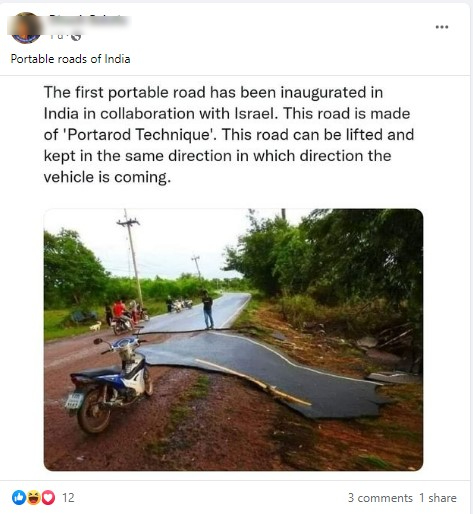 Portable roads of India
The first portable road has been inaugurated in
India in collaboration with Israel. This road is made
of 'Portarod Technique'. This road can be lifted and
kept in the same direction in which direction the
vehicle is coming.
12
3 comments 1 share